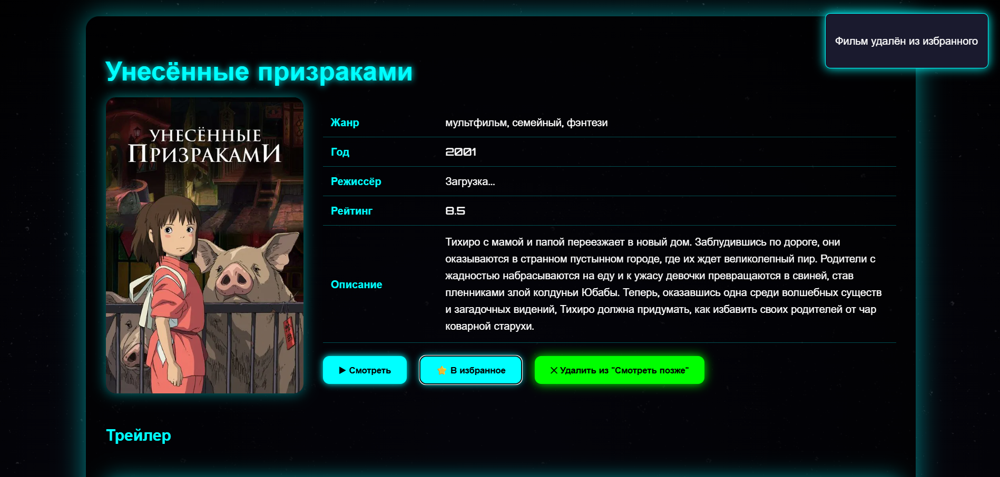 Фильм удалён из избранного
Унесённые призраками
УНЕСЁННЫЕ
ПРИЗРАКАМИ
Жанр мультфильм, семейный, фэнтези
Год 2001
Режиссёр Загрузка...
Рейтинг 8.5
Описание
Тихиро с мамой и папой переезжает в новый дом. Заблудившись по дороге, они
оказываются в странном пустынном городе, где их ждет великолепный пир. Родители с
жадностью набрасываются на еду и к ужасу девочки превращаются в свиней, став
пленниками злой колдуньи Юбабы. Теперь, оказавшись одна среди волшебных существ
и загадочных видений, Тихиро должна придумать, как избавить своих родителей от чар
коварной старухи.
▶ Смотреть
⭐ В избранное
✕ Удалить из "Смотреть позже"
Трейлер